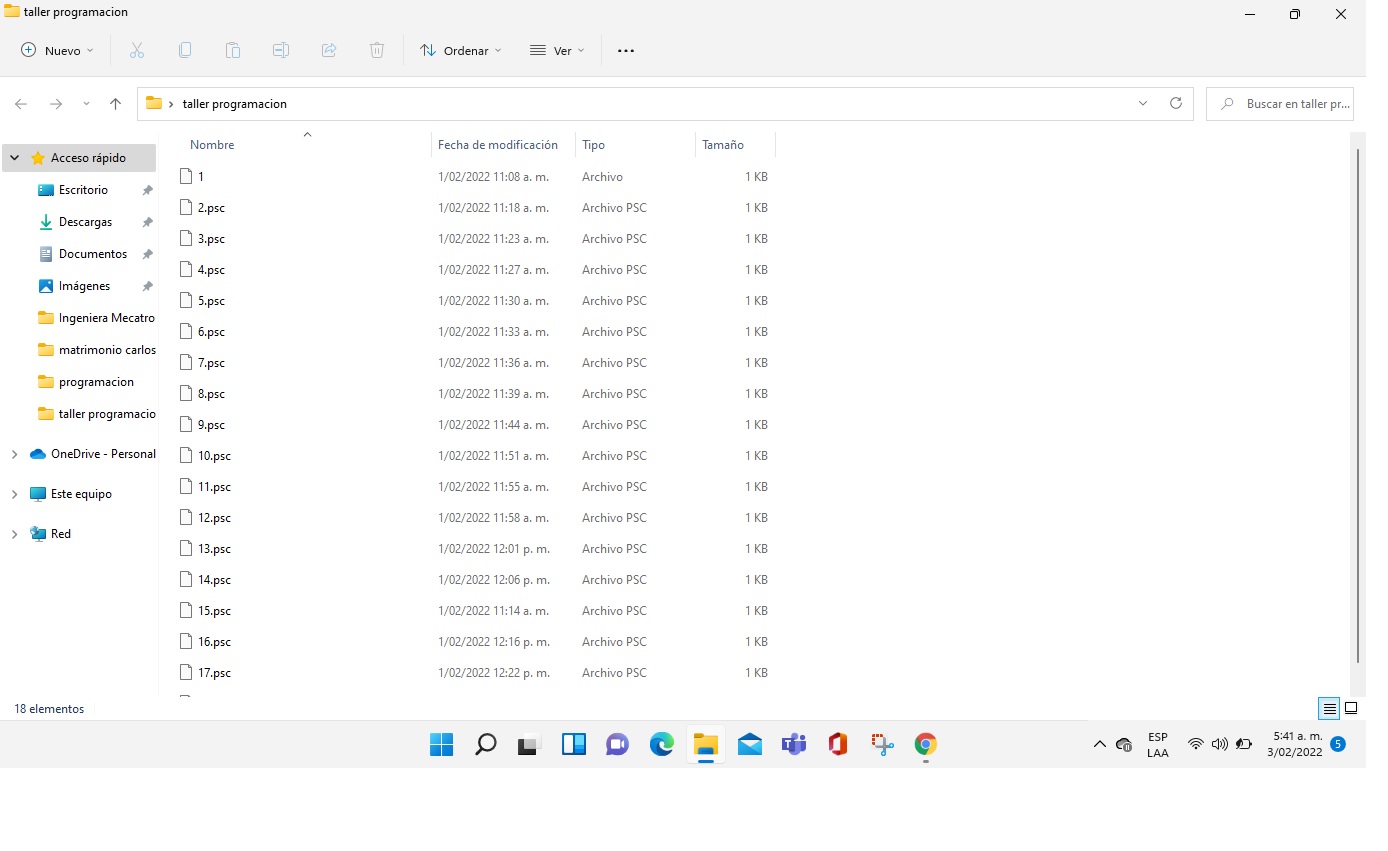 taller programacion
Nuevo
Ordenar
Ver
taller programacion
Buscar en taller pr...
Nombre Fecha de modificación Tipo Tamaño
Acceso rápido
Escritorio
Descargas
Documentos
Imágenes
Ingeniera Mecatro
matrimonio carlos
programacion
taller programacio
OneDrive - Personal
Este equipo
Red
1 1/02/2022 11:08 a. m. Archivo 1 KB
2.psc 1/02/2022 11:18 a. m. Archivo PSC 1 KB
3.psc 1/02/2022 11:23 a. m. Archivo PSC 1 KB
4.psc 1/02/2022 11:27 a. m. Archivo PSC 1 KB
5.psc 1/02/2022 11:30 a. m. Archivo PSC 1 KB
6.psc 1/02/2022 11:33 a. m. Archivo PSC 1 KB
7.psc 1/02/2022 11:36 a. m. Archivo PSC 1 KB
8.psc 1/02/2022 11:39 a. m. Archivo PSC 1 KB
9.psc 1/02/2022 11:44 a. m. Archivo PSC 1 KB
10.psc 1/02/2022 11:51 a. m. Archivo PSC 1 KB
11.psc 1/02/2022 11:55 a. m. Archivo PSC 1 KB
12.psc 1/02/2022 11:58 a. m. Archivo PSC 1 KB
13.psc 1/02/2022 12:01 p. m. Archivo PSC 1 KB
14.psc 1/02/2022 12:06 p. m. Archivo PSC 1 KB
15.psc 1/02/2022 11:14 a. m. Archivo PSC 1 KB
16.psc 1/02/2022 12:16 p. m. Archivo PSC 1 KB
17.psc 1/02/2022 12:22 p. m. Archivo PSC 1 KB
18 elementos
ESP
LAA
5:41 a. m.
3/02/2022
5